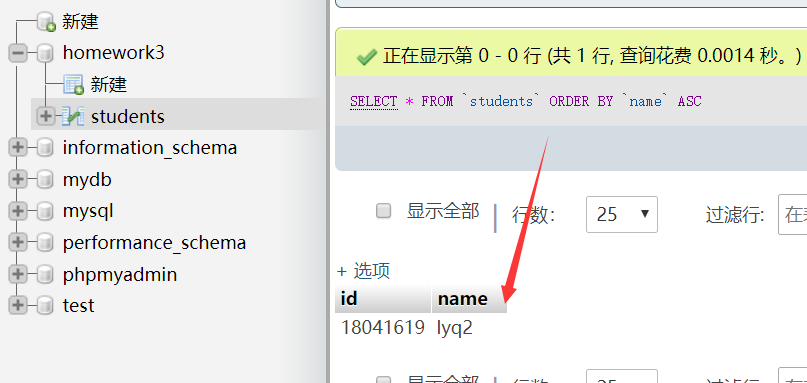 新建
homework3
新建
students
information_schema
mydb
mysql
performance_schema
phpmyadmin
test
正在显示第 0 - 0 行 (共 1 行, 查询花费 0.0014 秒。)
SELECT * FROM `students` ORDER BY `name` ASC
显示全部 行数: 25 过滤行:
+ 选项
id name
18041619 lyq2